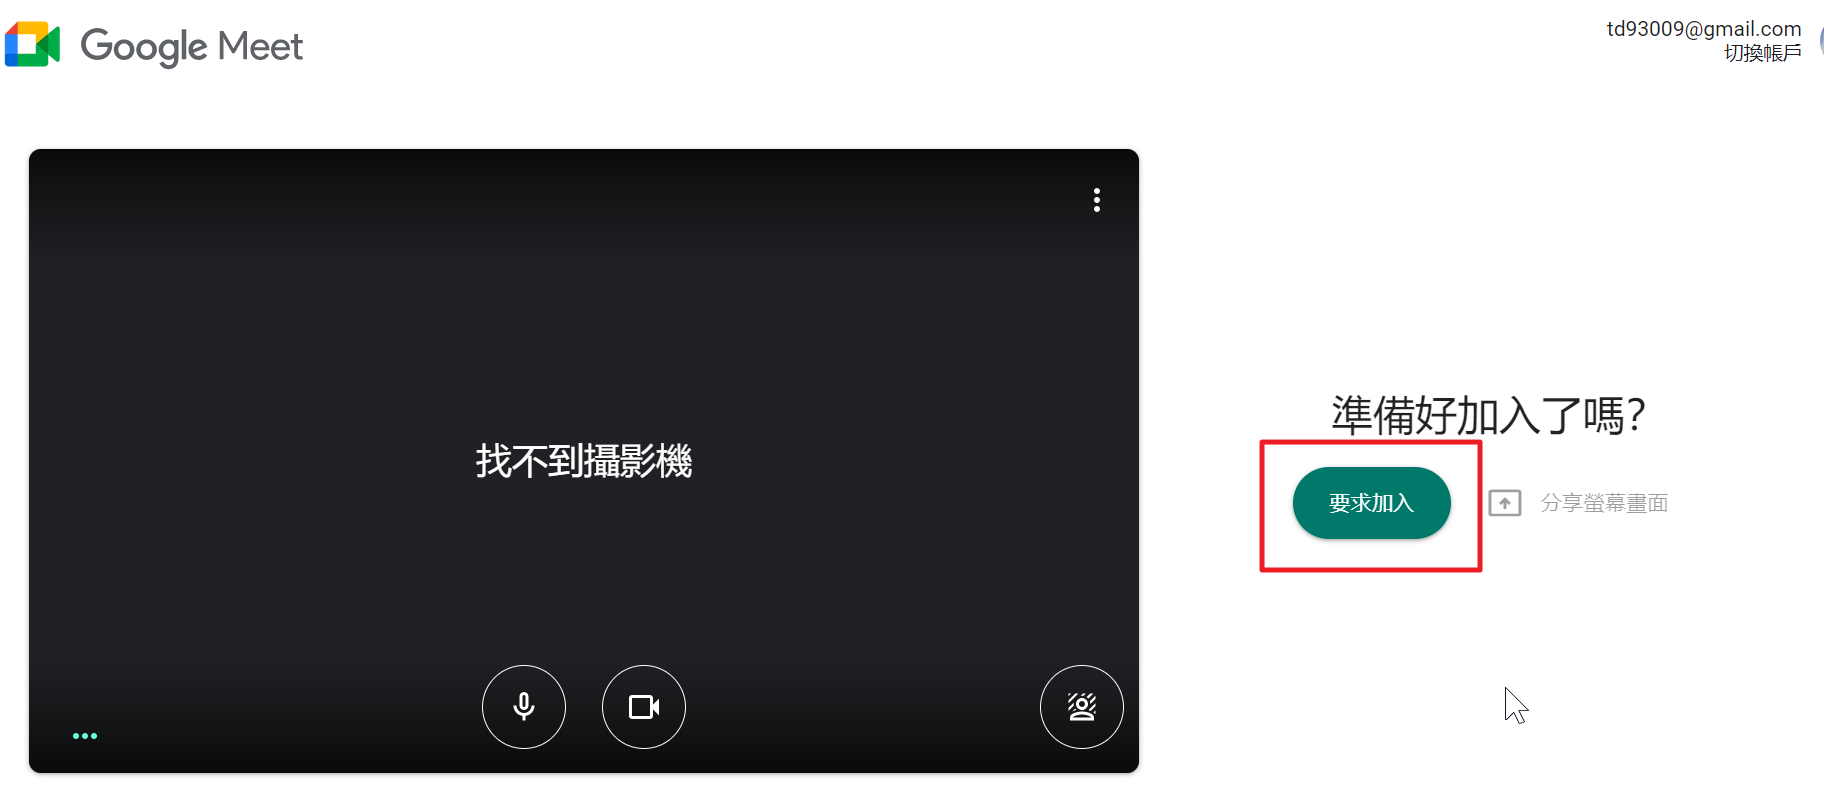 Google Meet
td93009@gmail.com
切換帳戶
找不到攝影機
準備好加入了嗎?
要求加入
分享螢幕畫面